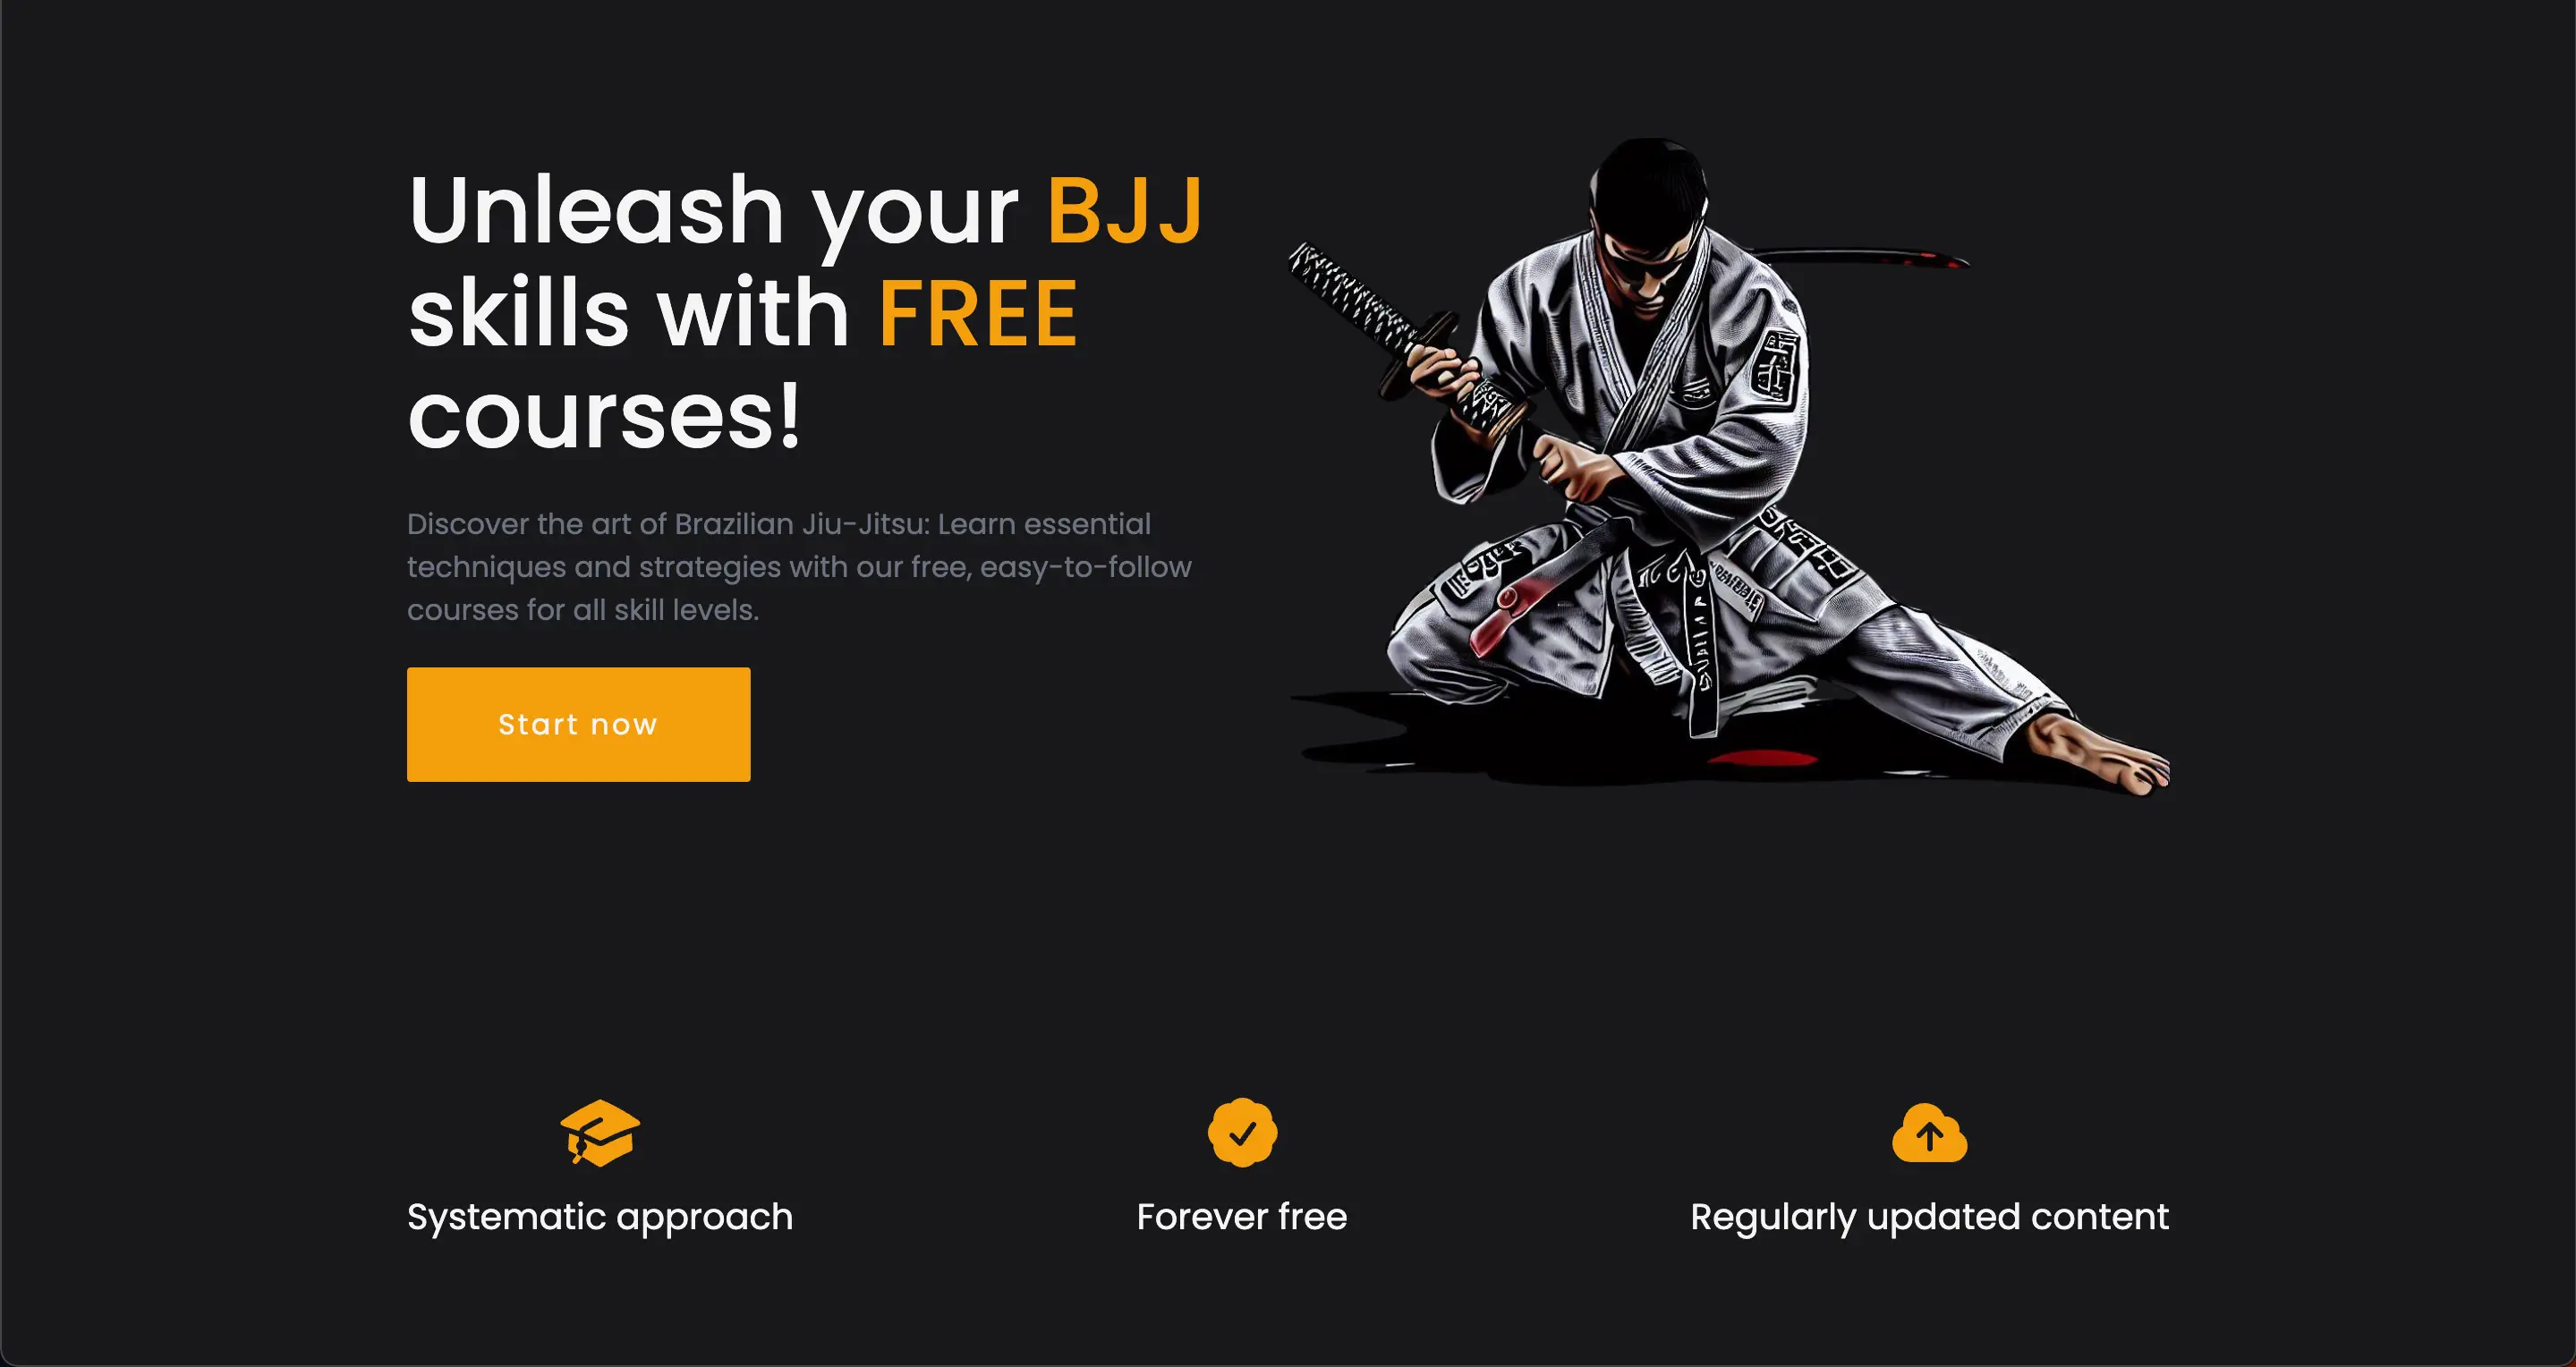 Unleash your BJJ
skills with FREE
courses!
Discover the art of Brazilian Jiu-Jitsu: Learn essential
techniques and strategies with our free, easy-to-follow
courses for all skill levels.
Start now
Systematic approach
Forever free
Regularly updated content